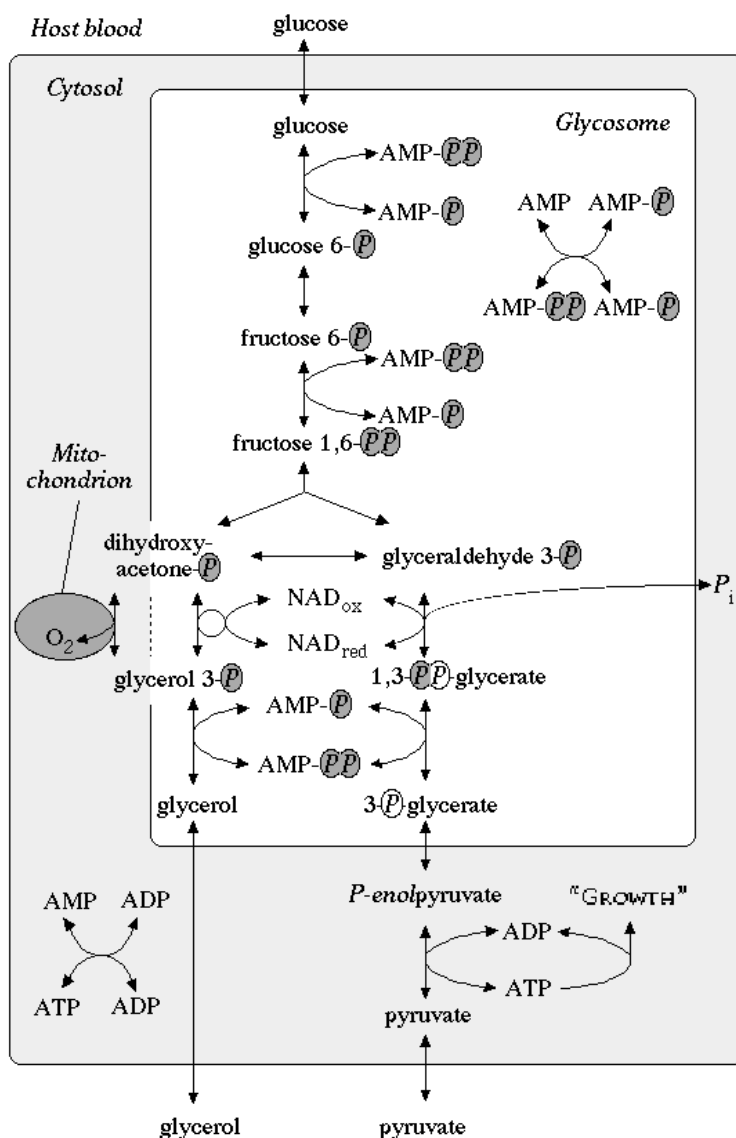 Host blood
glucose
Cytosol
glucose
Glycosome
AMP-PP
AMP-P
AMP AMP-P
glucose 6-P
AMP-PP AMP-P
fructose 6-P
AMP-PP
AMP-P
fructose 1,6-PP
Mito-
chondrion
dihydroxy-
acetone-P
glyceraldehyde 3-P
NADox
Pi
O2
NADred
glycerol 3-P
1,3-PP-glycerate
AMP-P
AMP-PP
glycerol
3-P-glycerate
P-enolpyruvate
"GROWTH"
AMP ADP
ADP
ATP ADP
ATP
pyruvate
glycerol
pyruvate